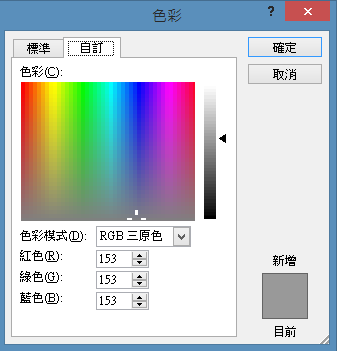 色彩
? ×
標準 自訂
確定
取消
色彩(C):
色彩模式(D): RGB 三原色
紅色(R): 153
綠色(G): 153
藍色(B): 153
新增
目前